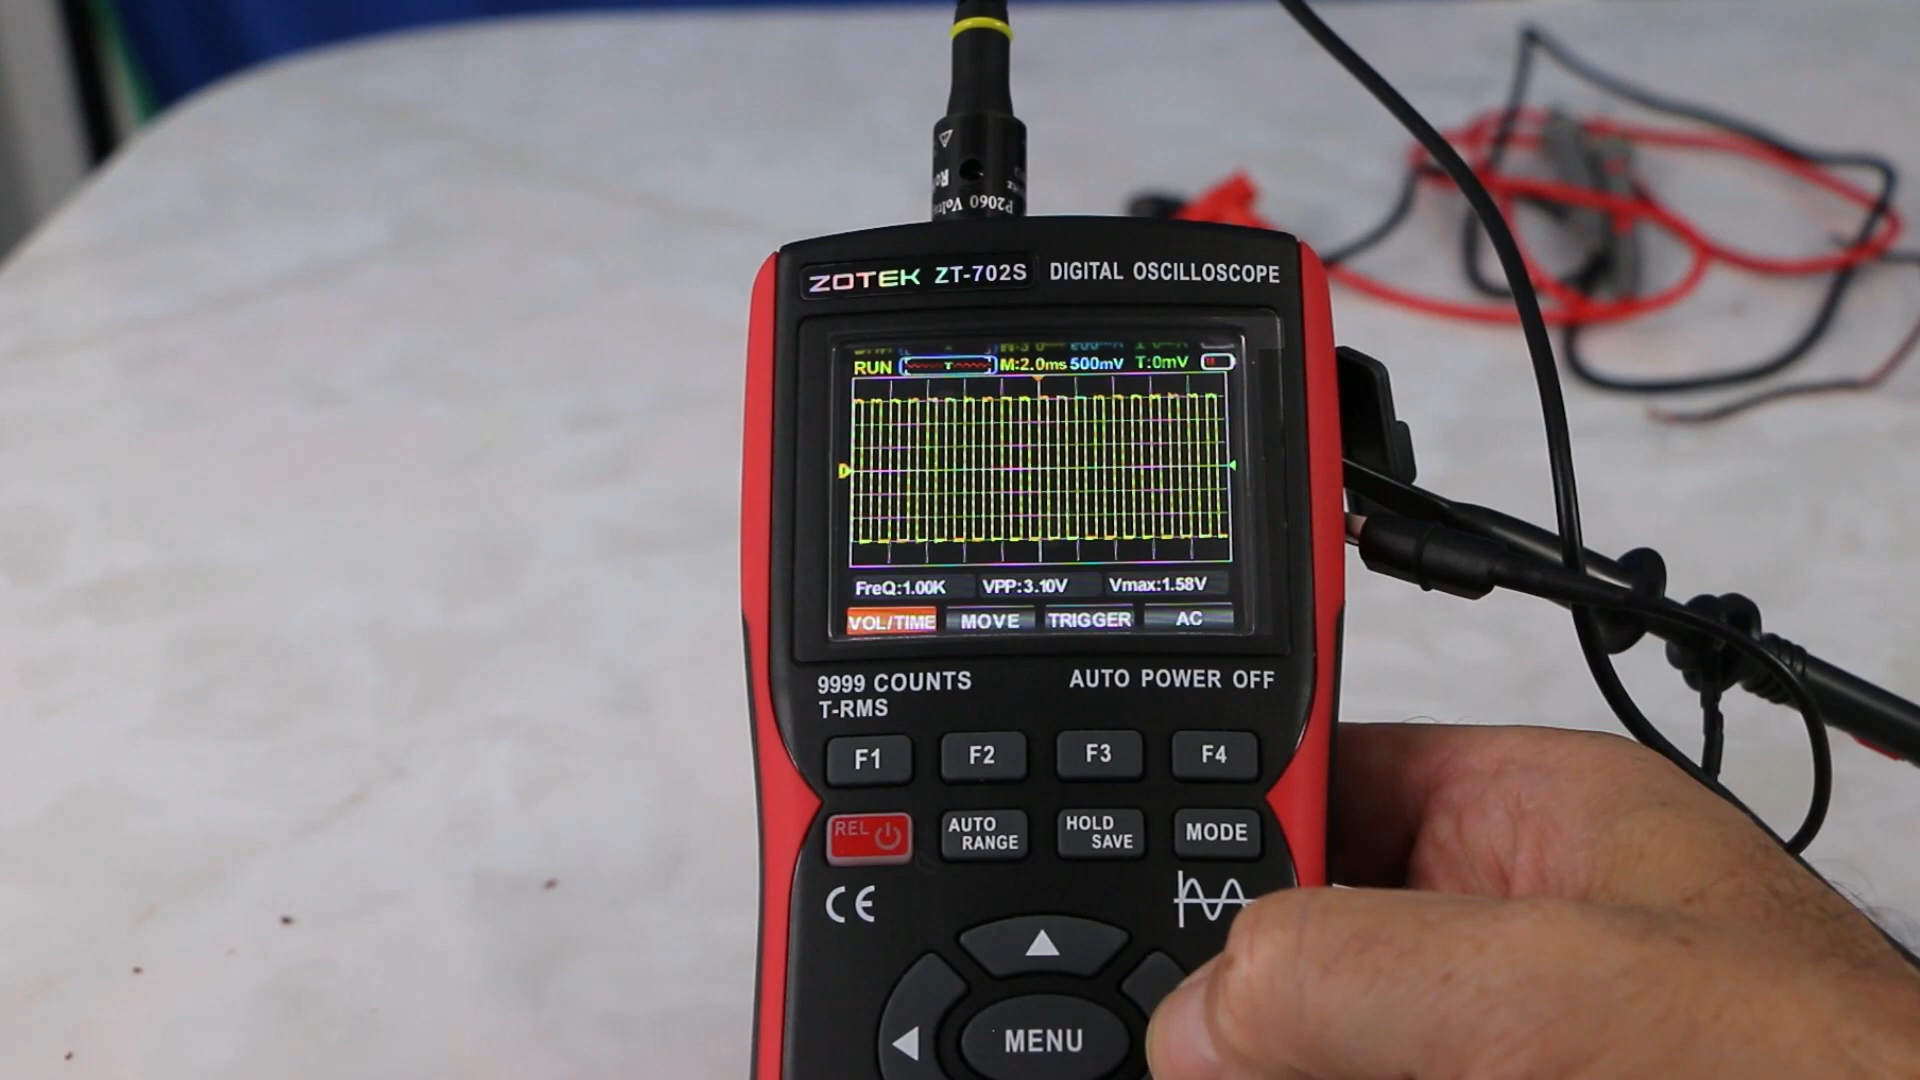 P2060
ZOTEK ZT-702S DIGITAL OSCILLOSCOPE
RUN T M:2.0ms 500mV T:0mV
D
FreQ:1.00K VPP:3.10V Vmax:1.58V
VOL/TIME MOVE TRIGGER AC
9999 COUNTS AUTO POWER OFF
T-RMS
F1 F2 F3 F4
REL AUTO RANGE HOLD SAVE MODE
CE
MENU